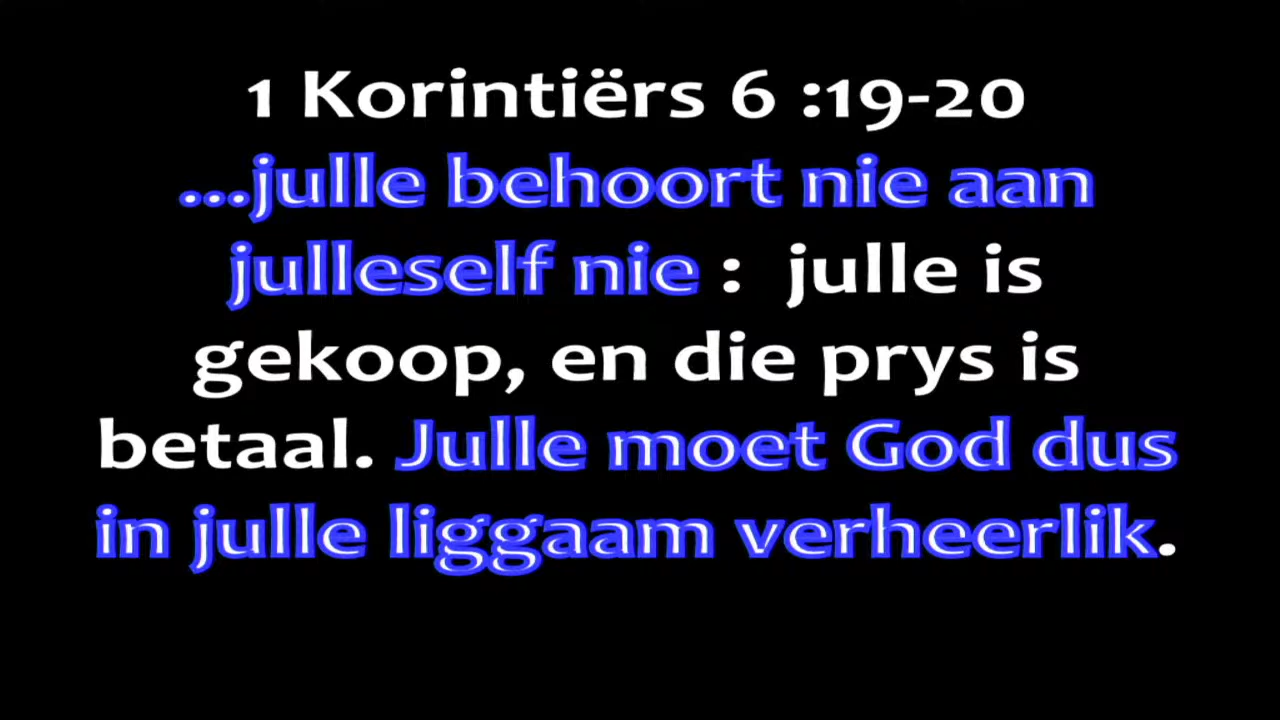 1 Korintiërs 6 :19-20
...julle behoort nie aan
julleself nie :  julle is
gekoop, en die prys is
betaal. Julle moet God dus
in julle liggaam verheerlik.